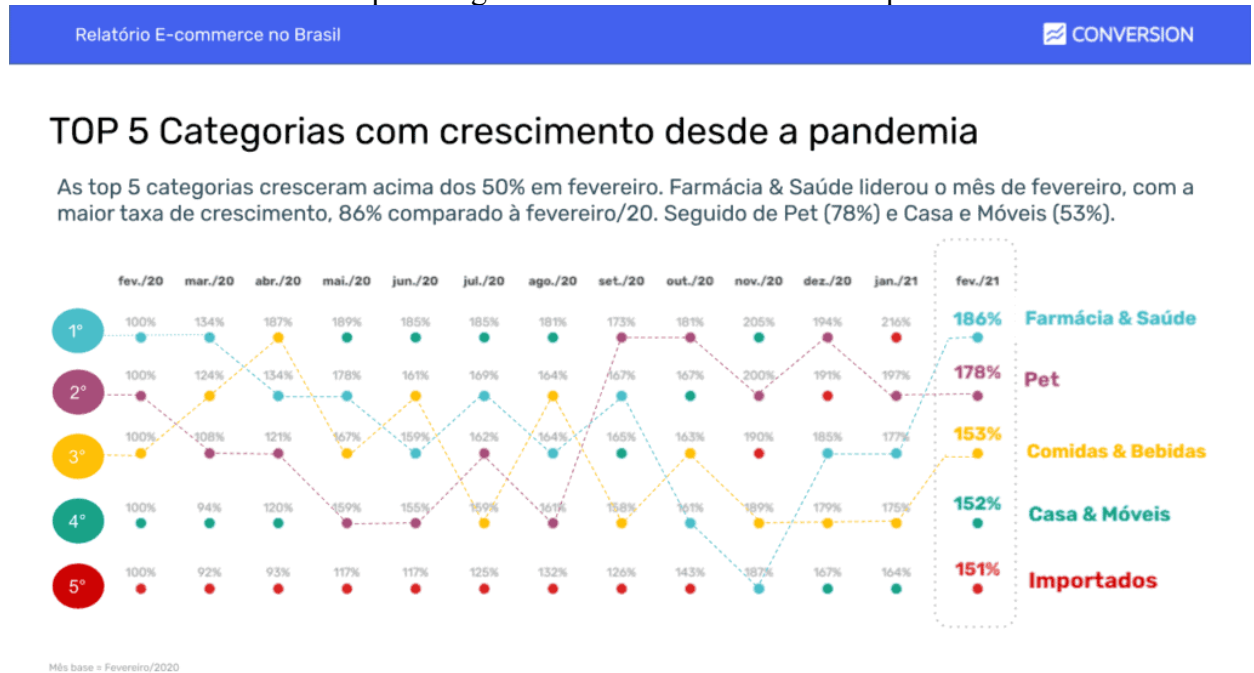 Relatório E-commerce no Brasil
CONVERSION
TOP 5 Categorias com crescimento desde a pandemia
As top 5 categorias cresceram acima dos 50% em fevereiro. Farmácia & Saúde liderou o mês de fevereiro, com a
maior taxa de crescimento, 86% comparado à fevereiro/20. Seguido de Pet (78%) e Casa e Móveis (53%).
fev./20 mar./20 abr./20 mai./20 jun./20 jul./20 ago./20 set./20 out./20 nov./20 dez./20 jan./21 fev./21
1° 100% 134% 187% 189% 185% 185% 181% 173% 181% 205% 194% 216% 186% Farmácia & Saúde
2° 100% 124% 134% 178% 161% 169% 164% 167% 167% 200% 191% 197% 178% Pet
3° 100% 108% 121% 167% 159% 162% 164% 165% 163% 190% 185% 177% 153% Comidas & Bebidas
4° 100% 94% 120% 159% 155% 159% 161% 158% 161% 189% 179% 175% 152% Casa & Móveis
5° 100% 92% 93% 117% 117% 125% 132% 126% 143% 187% 167% 164% 151% Importados
Mês base = Fevereiro/2020